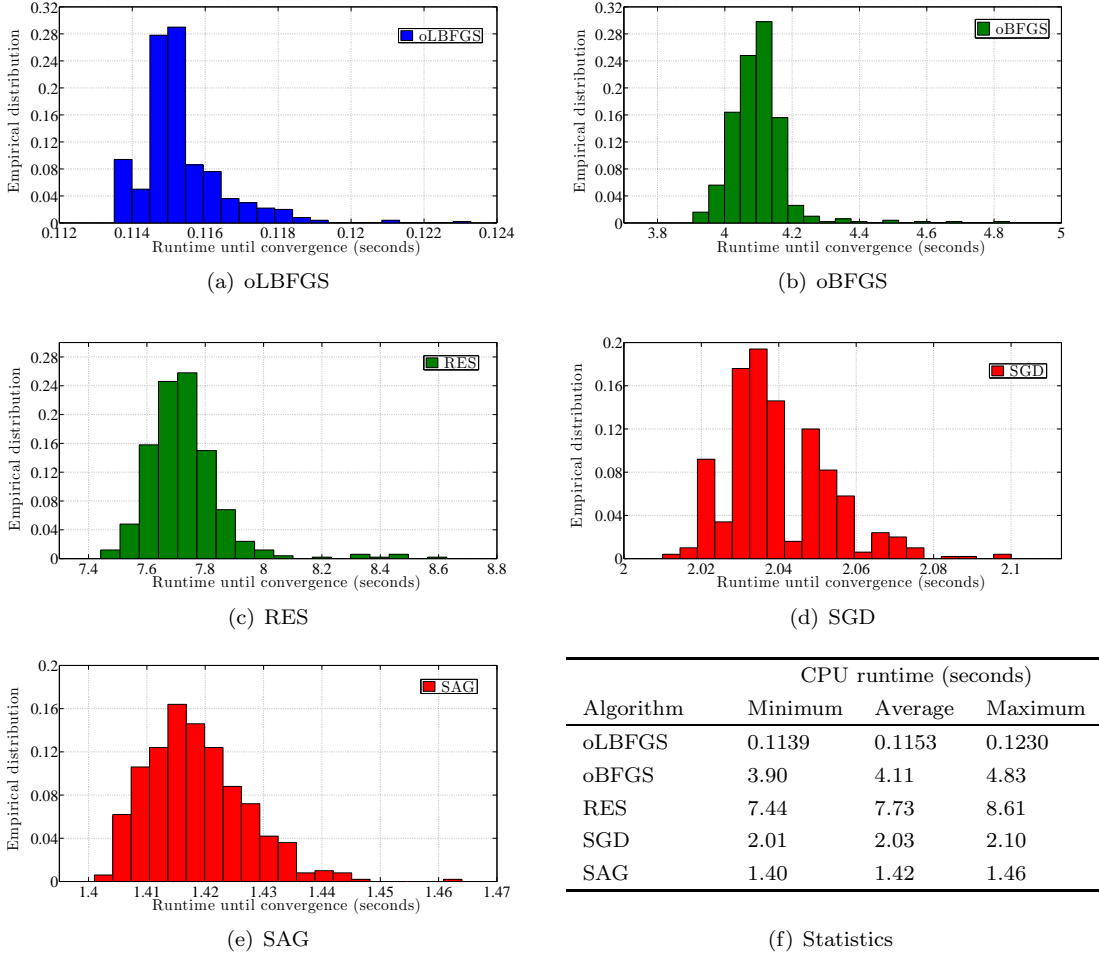 0.32
0.28
0.24
0.20
0.16
0.12
0.08
0.04
0
Empirical distribution
oLBFGS
0.112 0.114 0.116 0.118 0.12 0.122 0.124
Runtime until convergence (seconds)
(a) oLBFGS
0.32
0.28
0.24
0.20
0.16
0.12
0.08
0.04
0
Empirical distribution
oBFGS
3.8 4 4.2 4.4 4.6 4.8 5
Runtime until convergence (seconds)
(b) oBFGS
0.28
0.24
0.20
0.16
0.12
0.08
0.04
0
Empirical distribution
RES
7.4 7.6 7.8 8 8.2 8.4 8.6 8.8
Runtime until convergence (seconds)
(c) RES
0.2
0.16
0.12
0.08
0.04
0
Empirical distribution
SGD
2 2.02 2.04 2.06 2.08 2.1
Runtime until convergence (seconds)
(d) SGD
0.2
0.16
0.12
0.08
0.04
0
Empirical distribution
SAG
1.4 1.41 1.42 1.43 1.44 1.45 1.46 1.47
Runtime until convergence (seconds)
(e) SAG
CPU runtime (seconds)
Algorithm Minimum Average Maximum
oLBFGS 0.1139 0.1153 0.1230
oBFGS 3.90 4.11 4.83
RES 7.44 7.73 8.61
SGD 2.01 2.03 2.10
SAG 1.40 1.42 1.46
(f) Statistics